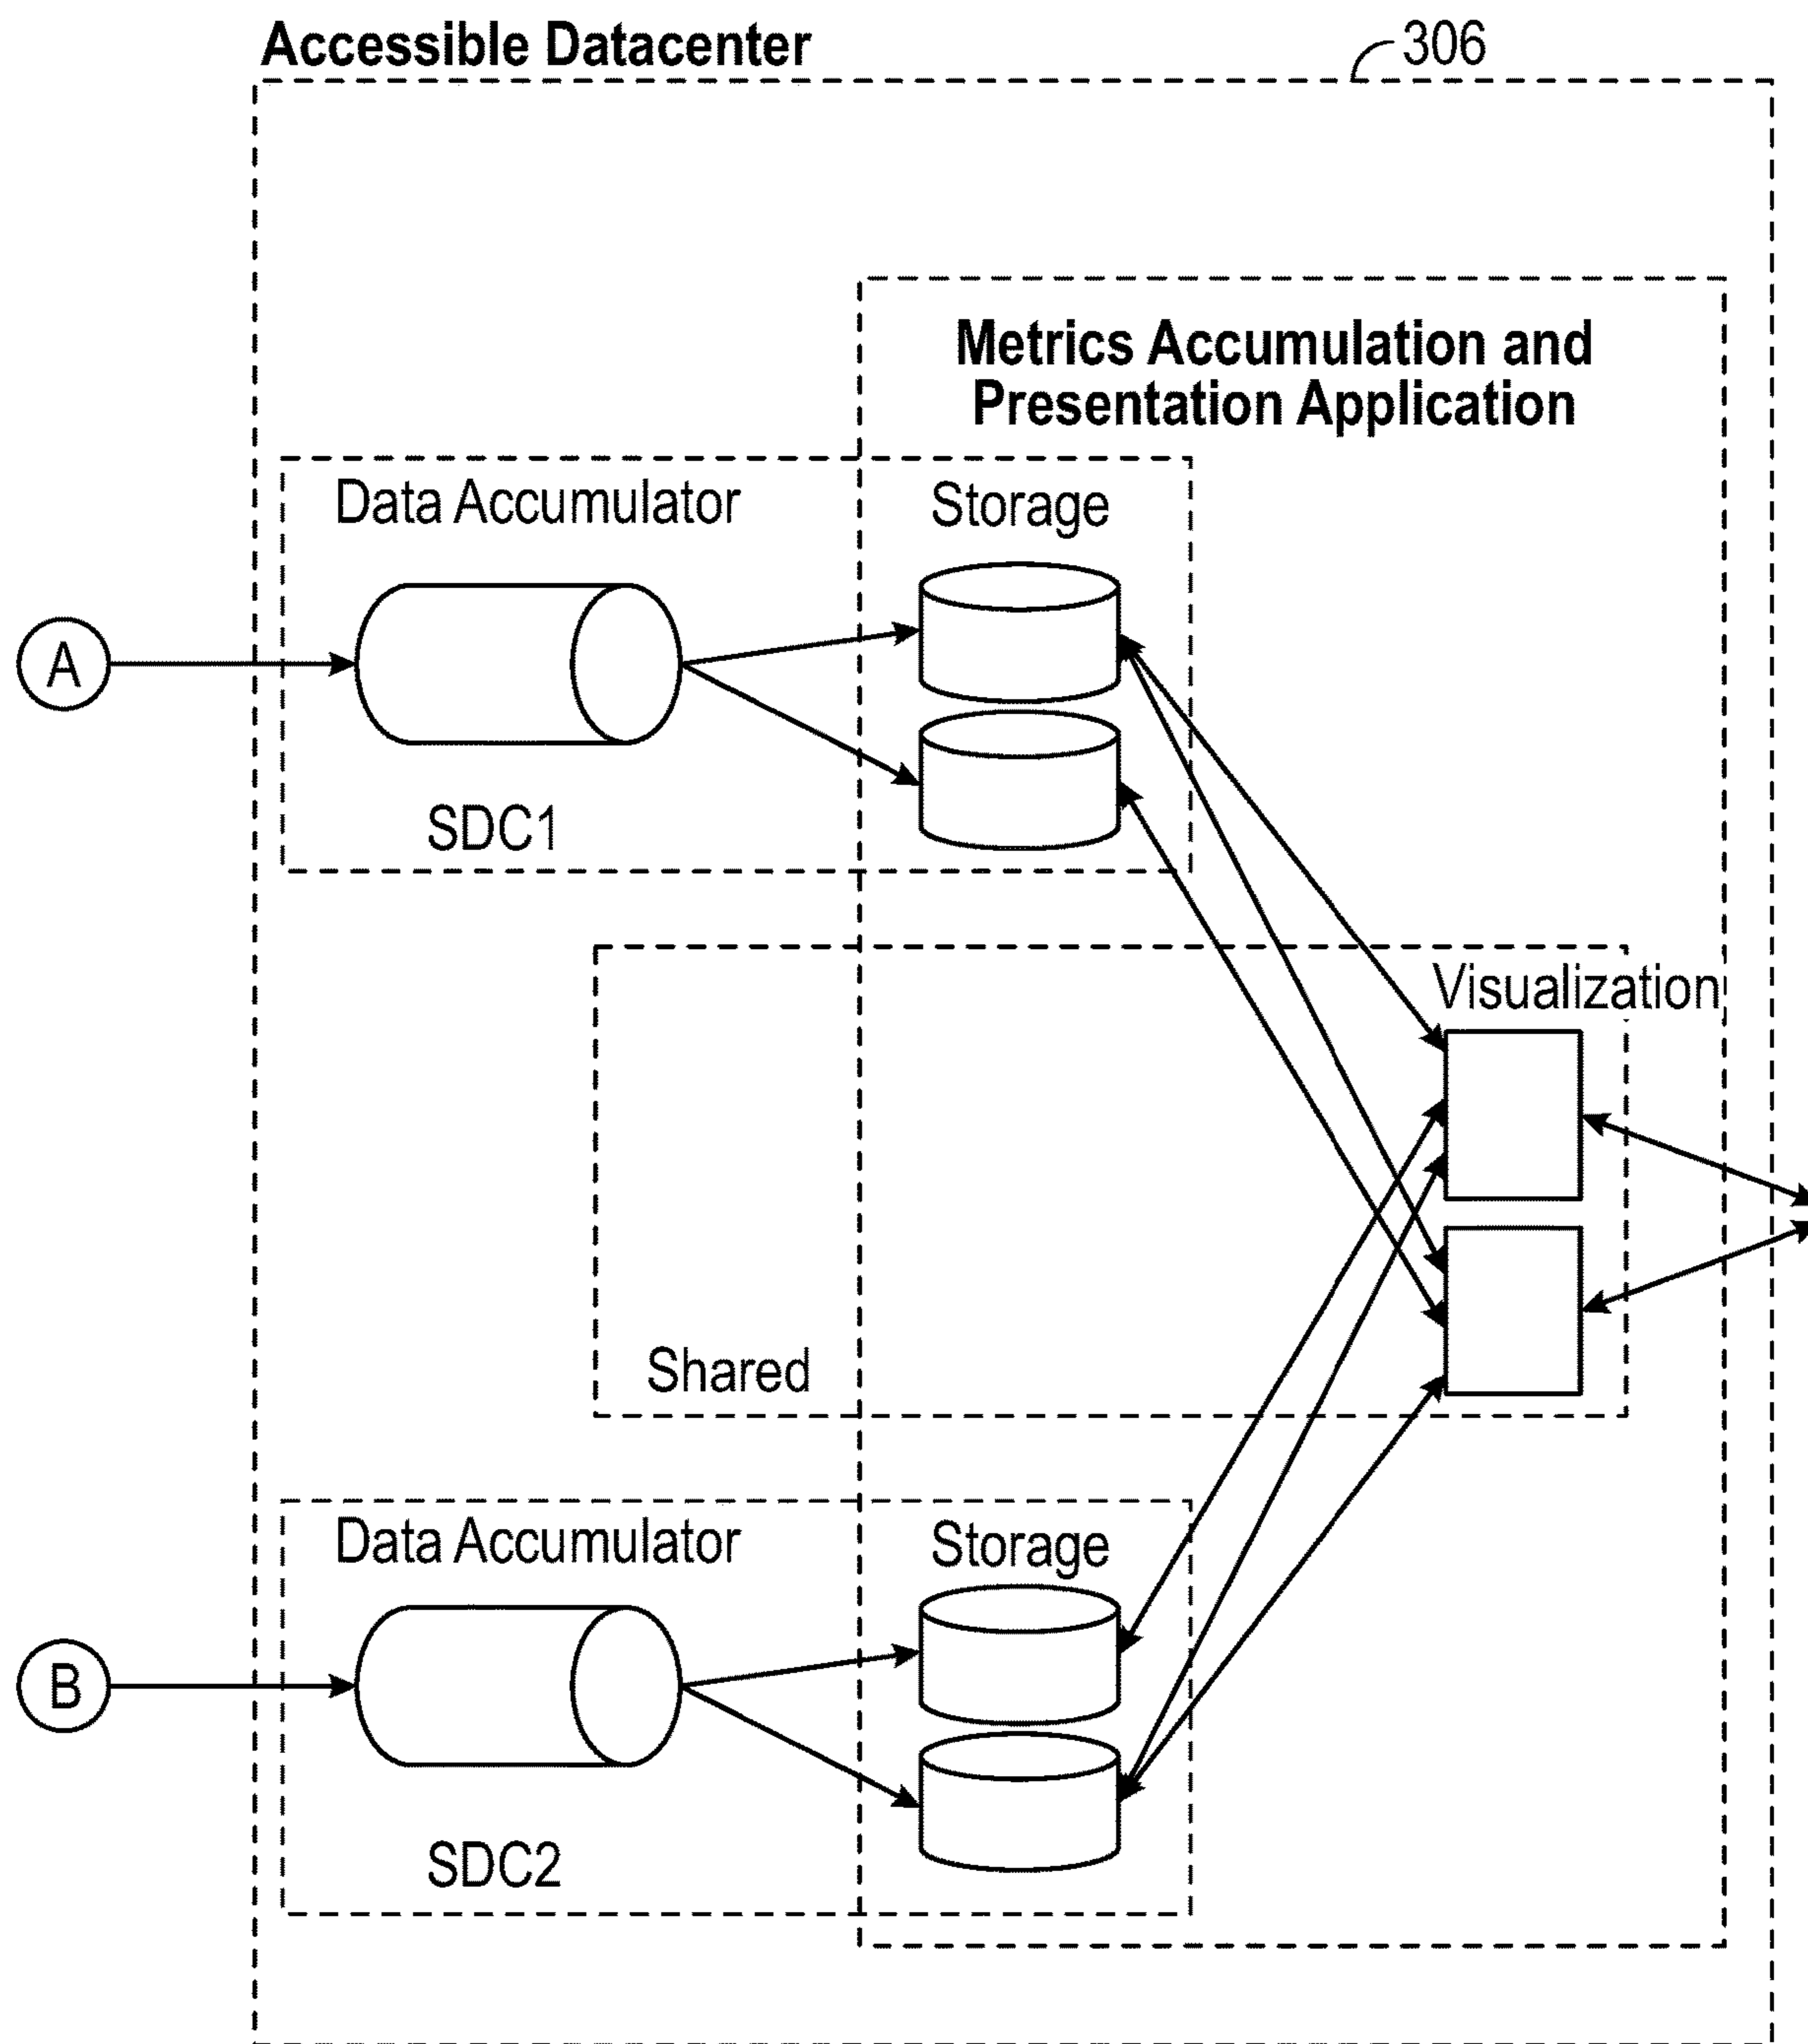 Accessible Datacenter
306
Metrics Accumulation and
Presentation Application
Data Accumulator
Storage
A
SDC1
Visualization
Shared
Data Accumulator
Storage
B
SDC2